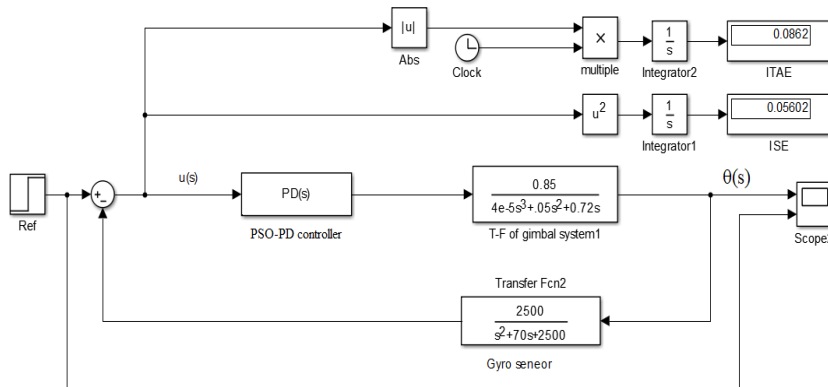 |u|
Abs
Clock
×
multiple
1
s
Integrator2
0.0862
ITAE
u2
1
s
Integrator1
0.05602
ISE
Ref
+
−
u(s)
PD(s)
PSO-PD controller
0.85
4e-5s3+.05s2+0.72s
T-F of gimbal system1
θ(s)
Scope2
Transfer Fcn2
2500
s2+70s+2500
Gyro seneor